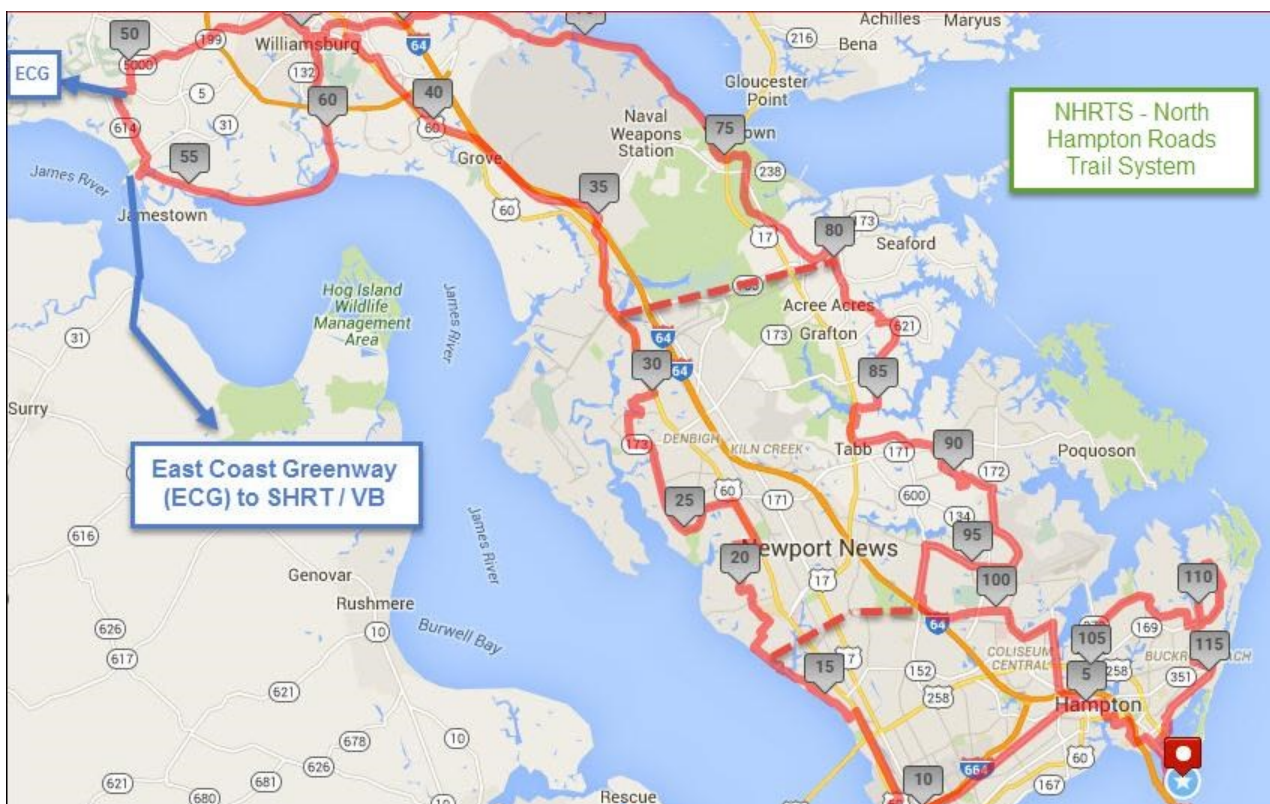 50
199
Williamsburg
64
216
Achilles
Maryus
Bena
ECG
5000
132
5
60
40
Gloucester
Point
NHRTS - North
Hampton Roads
Trail System
614
31
60
Naval
Weapons
Station
75
55
Grove
35
238
James River
60
Jamestown
80
173
Seaford
17
Hog Island
Wildlife
Management
Area
James River
Acree Acres
621
31
64
173
Grafton
30
64
85
Surry
DENBIGH
KILN CREEK
Tabb
171
90
172
Poquoson
East Coast Greenway
(ECG) to SHRT / VB
173
60
171
600
25
134
616
James River
20
Newport News
95
100
110
Genovar
17
Rushmere
10
64
626
Burwell Bay
105
169
115
617
COLISEUM
CENTRAL
15
152
5
258
351
621
258
Hampton
678
10
10
664
60
621
681
626
167
680
Rescue